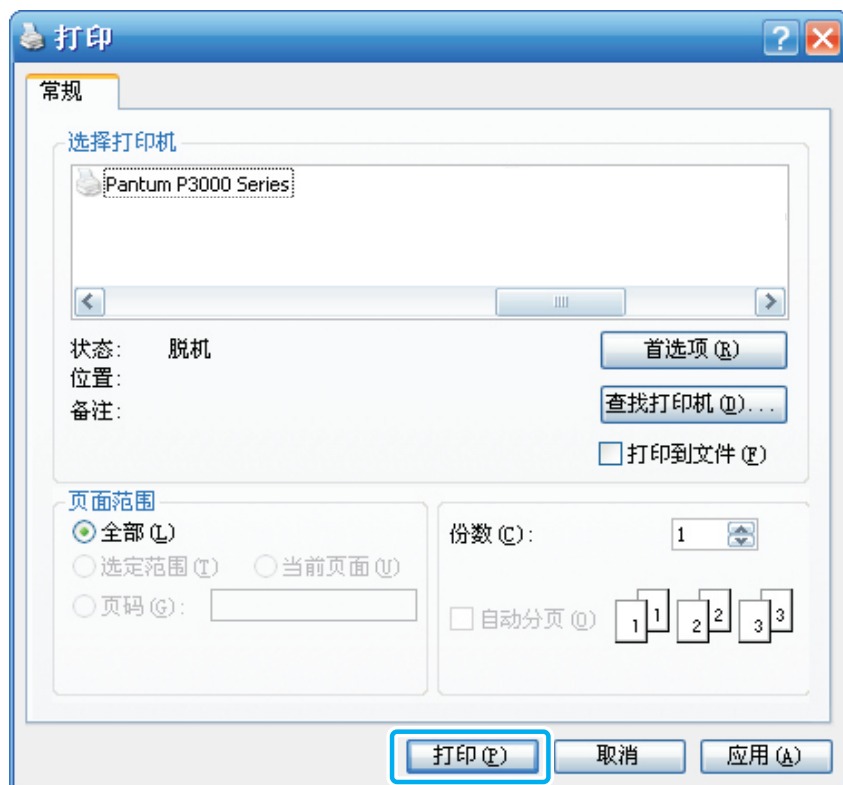 打印
常规
选择打印机
Pantum P3000 Series
状态: 脱机
首选项(R)
位置:
查找打印机(D)...
备注:
打印到文件(F)
页面范围
全部(L)
份数(C): 1
选定范围(T) 当前页面(U)
页码(G):
自动分页(O)
1 1 2 2 3 3
打印(P) 取消 应用(A)